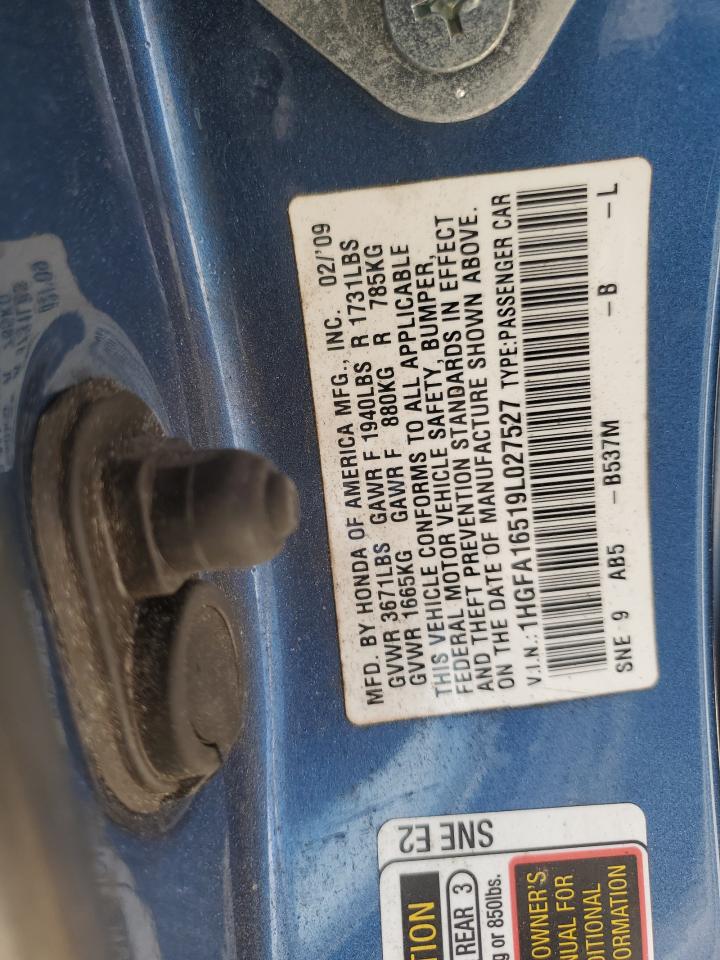 MFD. BY HONDA OF AMERICA MFG., INC. 02/'09
GVWR 3671LBS GAWR F 1940LBS R 1731LBS
GVWR 1665KG GAWR F 880KG R 785KG
THIS VEHICLE CONFORMS TO ALL APPLICABLE
FEDERAL MOTOR VEHICLE SAFETY, BUMPER,
AND THEFT PREVENTION STANDARDS IN EFFECT
ON THE DATE OF MANUFACTURE SHOWN ABOVE.
V.I.N.: 1HGFA16519L027527 TYPE:PASSENGER CAR
SNE 9 AB5 –B537M –B –L
SNE E2
TION
REAR 3
g or 850lbs.
OWNER'S
NUAL FOR
DITIONAL
ORMATION